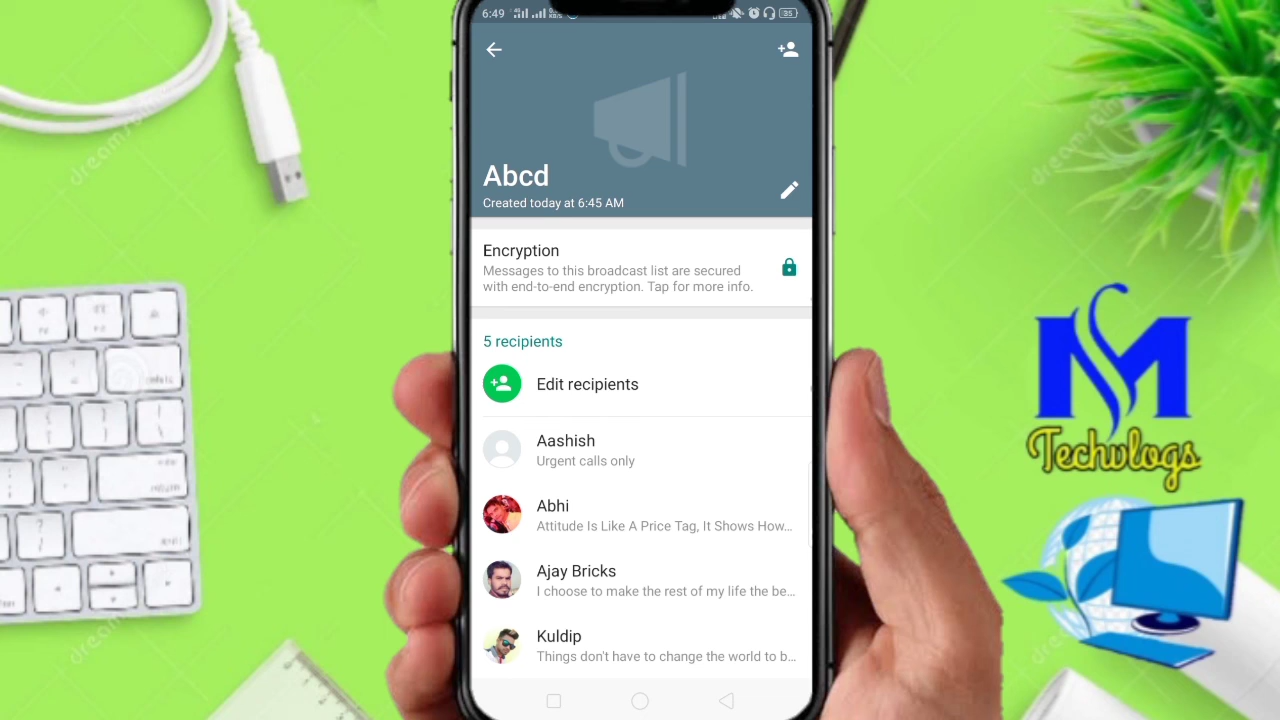 6:49
35
Abcd
Created today at 6:45 AM
Encryption
Messages to this broadcast list are secured
with end-to-end encryption. Tap for more info.
5 recipients
Edit recipients
Aashish
Urgent calls only
Abhi
Attitude Is Like A Price Tag, It Shows How…
Ajay Bricks
I choose to make the rest of my life the be…
Kuldip
Things don't have to change the world to b…
M
Techvlogs